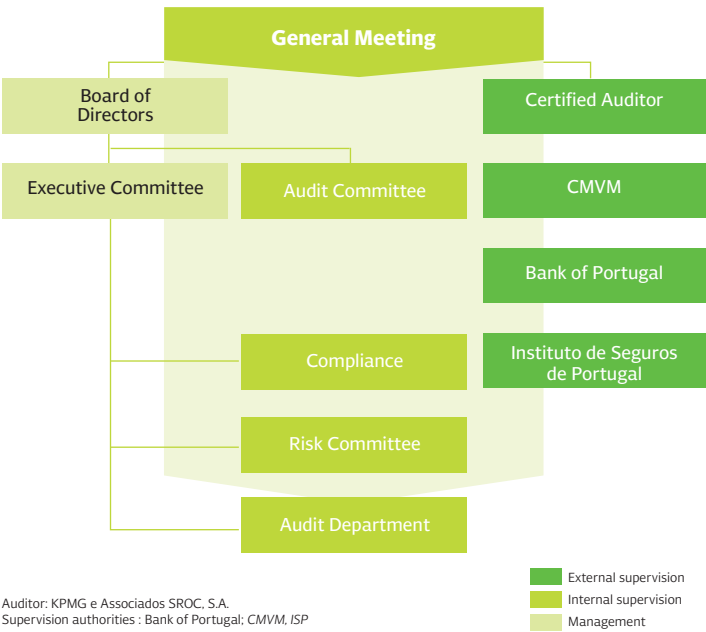 General Meeting
Board of
Directors
Certified Auditor
Executive Committee
Audit Committee
CMVM
Bank of Portugal
Compliance
Instituto de Seguros
de Portugal
Risk Committee
Audit Department
Auditor: KPMG e Associados SROC, S.A.
Supervision authorities : Bank of Portugal; CMVM, ISP
External supervision
Internal supervision
Management